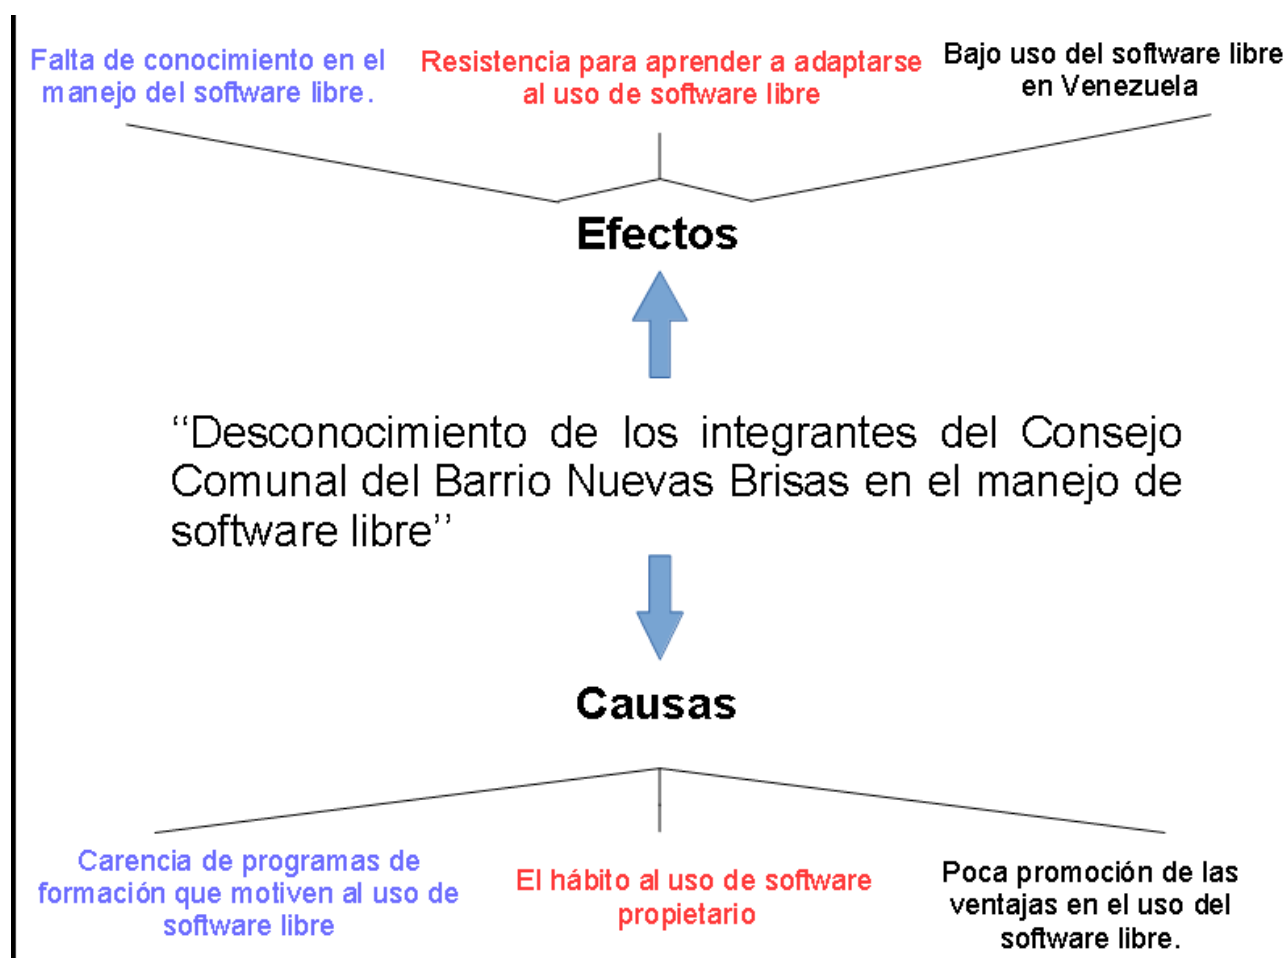 Falta de conocimiento en el
manejo del software libre.
Resistencia para aprender a adaptarse
al uso de software libre
Bajo uso del software libre
en Venezuela
Efectos
‘‘Desconocimiento de los integrantes del Consejo
Comunal del Barrio Nuevas Brisas en el manejo de
software libre’’
Causas
Carencia de programas de
formación que motiven al uso de
software libre
El hábito al uso de software
propietario
Poca promoción de las
ventajas en el uso del
software libre.